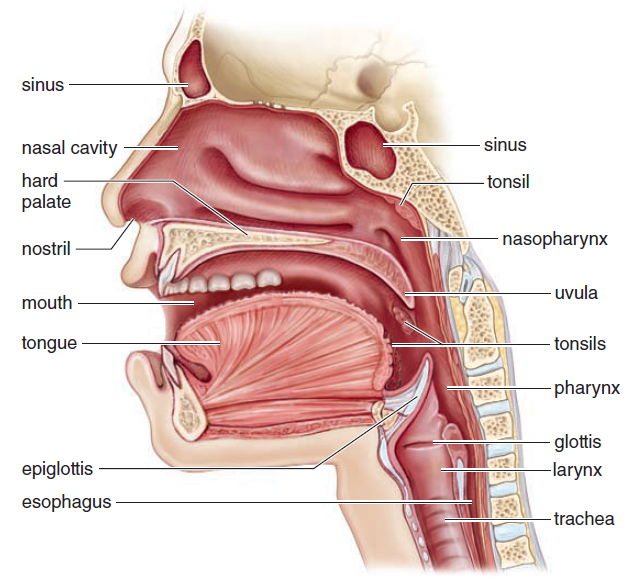 sinus
nasal cavity
hard
palate
nostril
mouth
tongue
epiglottis
esophagus
sinus
tonsil
nasopharynx
uvula
tonsils
pharynx
glottis
larynx
trachea